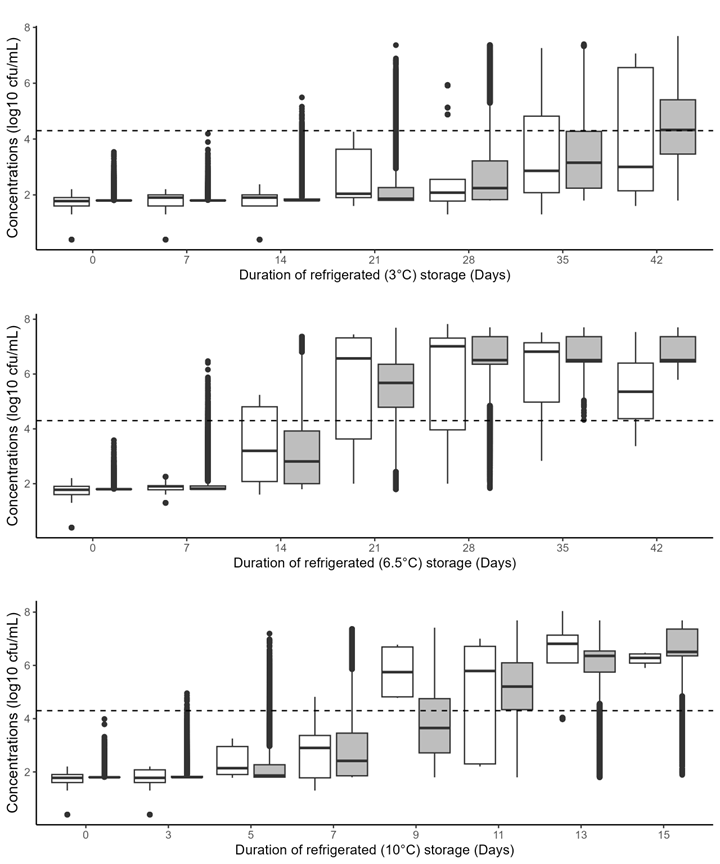 Concentrations (log10 cfu/mL)
8
6
4
2
0 7 14 21 28 35 42
Duration of refrigerated (3°C) storage (Days)
Concentrations (log10 cfu/mL)
8
6
4
2
0 7 14 21 28 35 42
Duration of refrigerated (6.5°C) storage (Days)
Concentrations (log10 cfu/mL)
8
6
4
2
0 3 5 7 9 11 13 15
Duration of refrigerated (10°C) storage (Days)